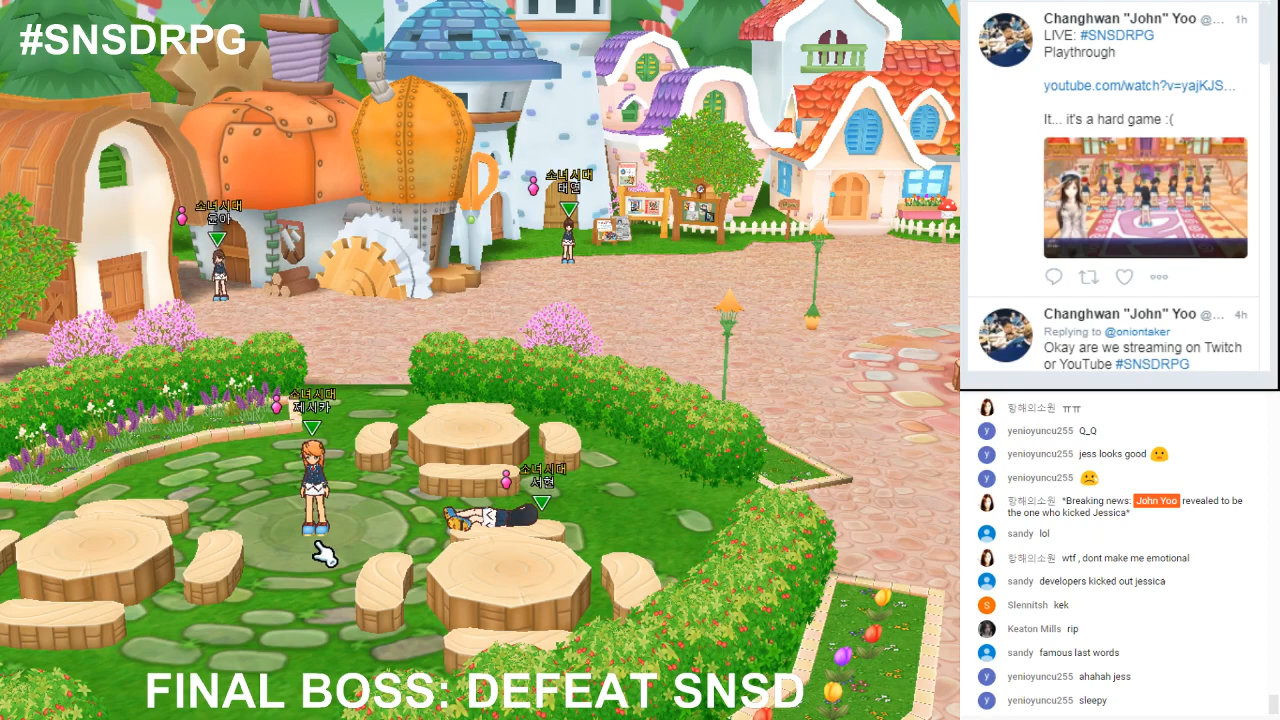 #SNSDRPG
소녀시대
태연
소녀시대
윤아
소녀시대
제시카
소녀시대
서현
FINAL BOSS: DEFEAT SNSD
Changhwan "John" Yoo @... 1h
LIVE: #SNSDRPG
Playthrough
youtube.com/watch?v=yajKJS...
It... it's a hard game :(
Changhwan "John" Yoo @... 4h
Replying to @oniontaker
Okay are we streaming on Twitch
or YouTube #SNSDRPG
항해의소원 ㅠㅠ
yenioyuncu255 Q_Q
yenioyuncu255 jess looks good
yenioyuncu255
항해의소원 *Breaking news: John Yoo revealed to be
the one who kicked Jessica*
sandy lol
항해의소원 wtf , dont make me emotional
sandy developers kicked out jessica
S Slennitsh kek
Keaton Mills rip
sandy famous last words
y yenioyuncu255 ahahah jess
y yenioyuncu255 sleepy